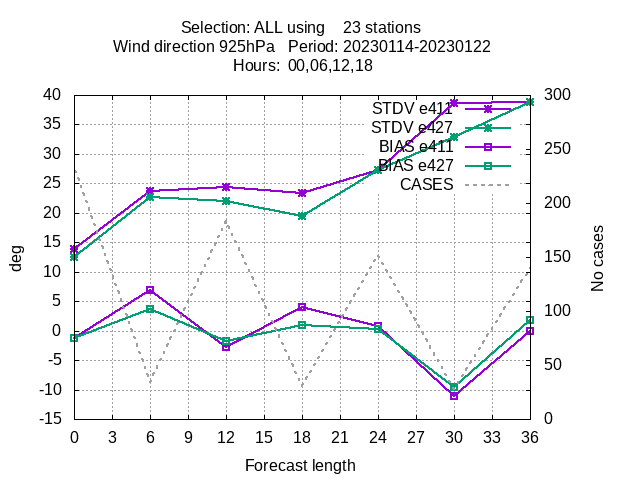 Selection: ALL using    23 stations
Wind direction 925hPa   Period: 20230114-20230122
Hours:  00,06,12,18
40
35
30
25
20
15
10
5
0
-5
-10
-15
deg
STDV e411
STDV e427
BIAS e411
BIAS e427
CASES
300
250
200
150
100
50
0
No cases
0 3 6 9 12 15 18 21 24 27 30 33 36
Forecast length